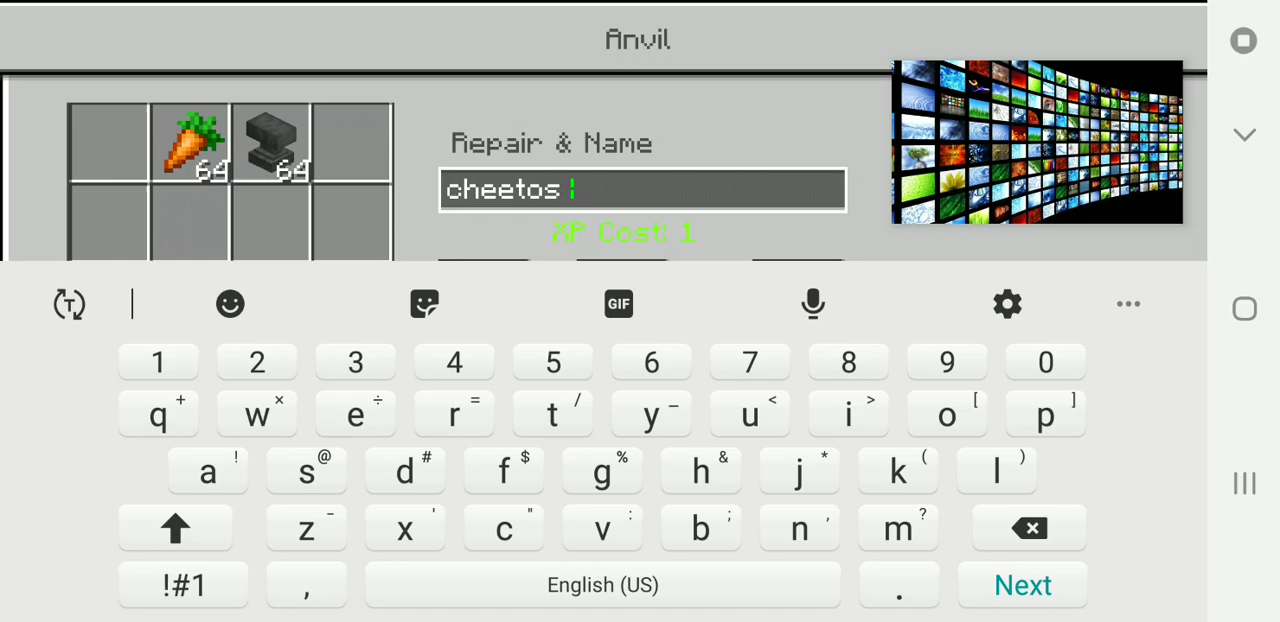 Anvil
64 64
Repair & Name
cheetos
XP Cost: 1
T GIF
1 2 3 4 5 6 7 8 9 0
q + w × e ÷ r = t / y _ u < i > o [ p ]
a ! s @ d # f $ g % h & j * k ( l )
z - x ' c " v : b ; n , m ?
!#1 , English (US) . Next